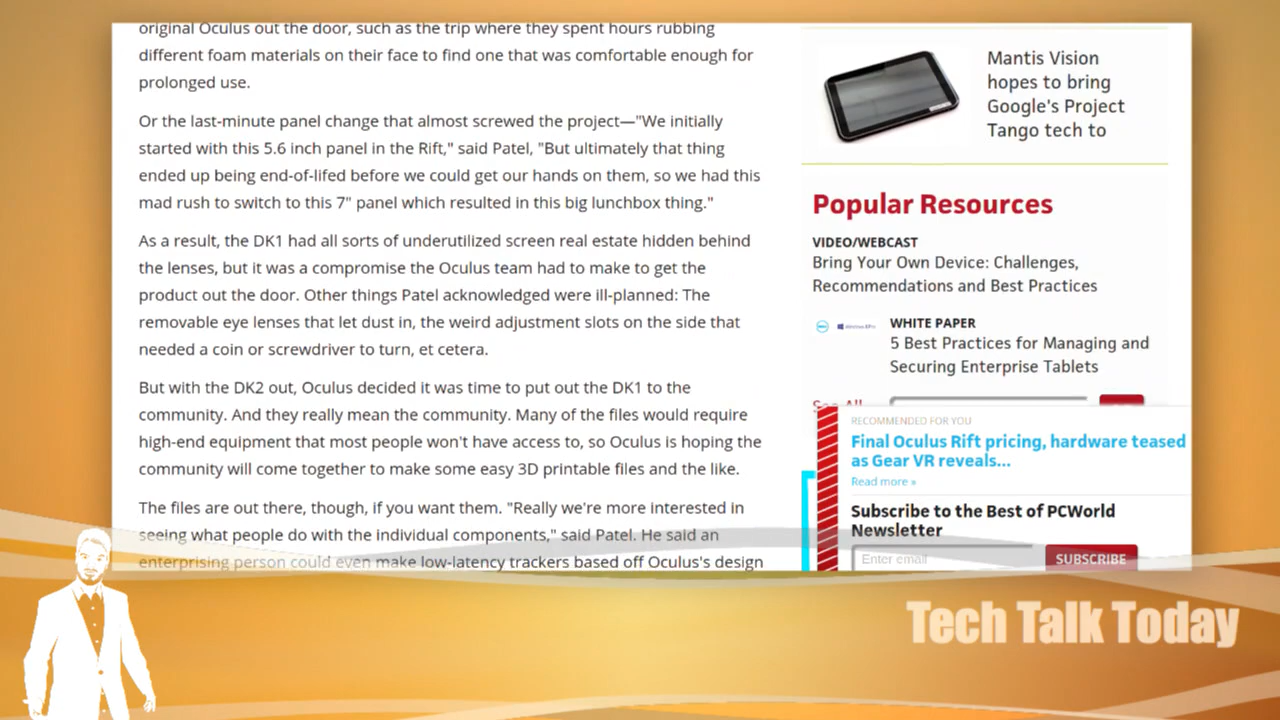 original Oculus out the door, such as the trip where they spent hours rubbing
different foam materials on their face to find one that was comfortable enough for
prolonged use.
Or the last-minute panel change that almost screwed the project—"We initially
started with this 5.6 inch panel in the Rift," said Patel, "But ultimately that thing
ended up being end-of-lifed before we could get our hands on them, so we had this
mad rush to switch to this 7" panel which resulted in this big lunchbox thing."
As a result, the DK1 had all sorts of underutilized screen real estate hidden behind
the lenses, but it was a compromise the Oculus team had to make to get the
product out the door. Other things Patel acknowledged were ill-planned: The
removable eye lenses that let dust in, the weird adjustment slots on the side that
needed a coin or screwdriver to turn, et cetera.
But with the DK2 out, Oculus decided it was time to put out the DK1 to the
community. And they really mean the community. Many of the files would require
high-end equipment that most people won't have access to, so Oculus is hoping the
community will come together to make some easy 3D printable files and the like.
The files are out there, though, if you want them. "Really we're more interested in
seeing what people do with the individual components," said Patel. He said an
enterprising person could even make low-latency trackers based off Oculus's design
Mantis Vision
hopes to bring
Google's Project
Tango tech to
Popular Resources
VIDEO/WEBCAST
Bring Your Own Device: Challenges,
Recommendations and Best Practices
WHITE PAPER
5 Best Practices for Managing and
Securing Enterprise Tablets
See All
RECOMMENDED FOR YOU
Final Oculus Rift pricing, hardware teased
as Gear VR reveals...
Read more »
Subscribe to the Best of PCWorld
Newsletter
Enter email
SUBSCRIBE
Tech Talk Today